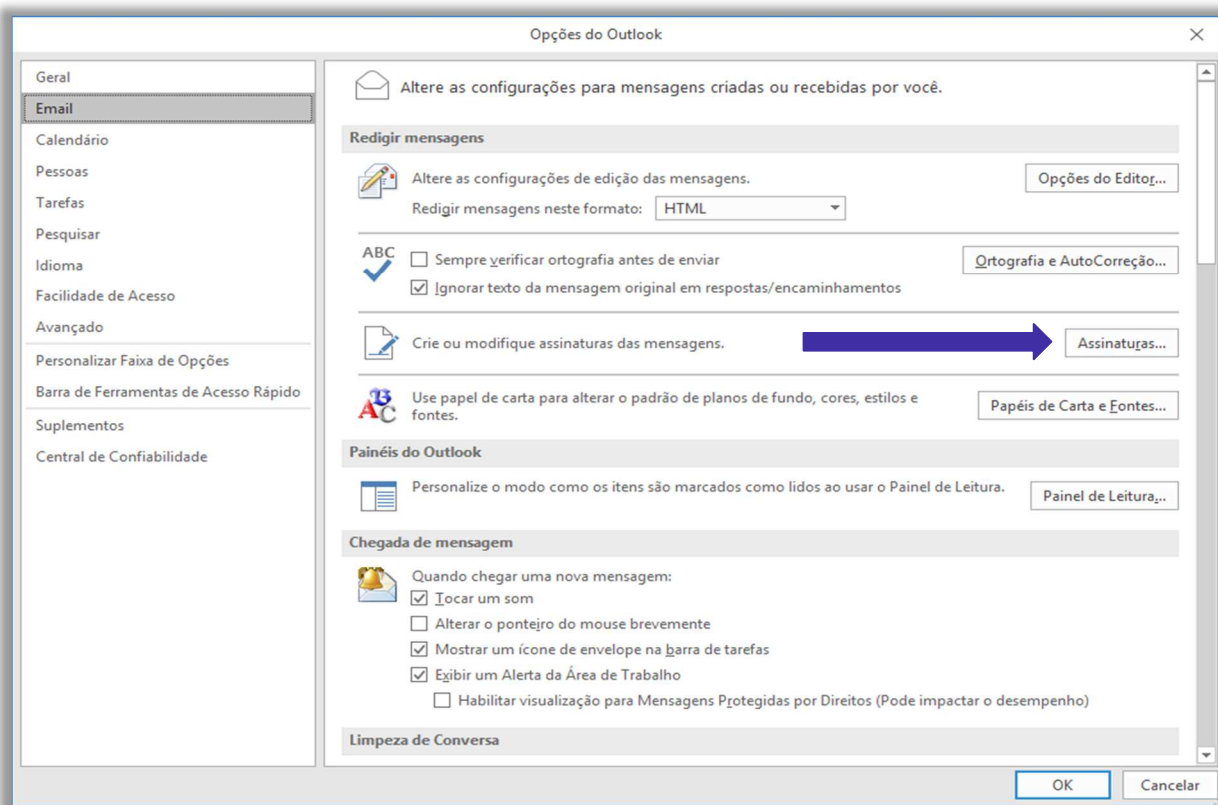 Opções do Outlook
Geral
Email
Calendário
Pessoas
Tarefas
Pesquisar
Idioma
Facilidade de Acesso
Avançado
Personalizar Faixa de Opções
Barra de Ferramentas de Acesso Rápido
Suplementos
Central de Confiabilidade
Altere as configurações para mensagens criadas ou recebidas por você.
Redigir mensagens
Altere as configurações de edição das mensagens.
Opções do Editor...
Redigir mensagens neste formato: HTML
ABC
Sempre verificar ortografia antes de enviar
Ortografia e AutoCorreção...
Ignorar texto da mensagem original em respostas/encaminhamentos
Crie ou modifique assinaturas das mensagens.
Assinaturas...
ABC
Use papel de carta para alterar o padrão de planos de fundo, cores, estilos e
fontes.
Papéis de Carta e Fontes...
Painéis do Outlook
Personalize o modo como os itens são marcados como lidos ao usar o Painel de Leitura.
Painel de Leitura...
Chegada de mensagem
Quando chegar uma nova mensagem:
Tocar um som
Alterar o ponteiro do mouse brevemente
Mostrar um ícone de envelope na barra de tarefas
Exibir um Alerta da Área de Trabalho
Habilitar visualização para Mensagens Protegidas por Direitos (Pode impactar o desempenho)
Limpeza de Conversa
OK
Cancelar